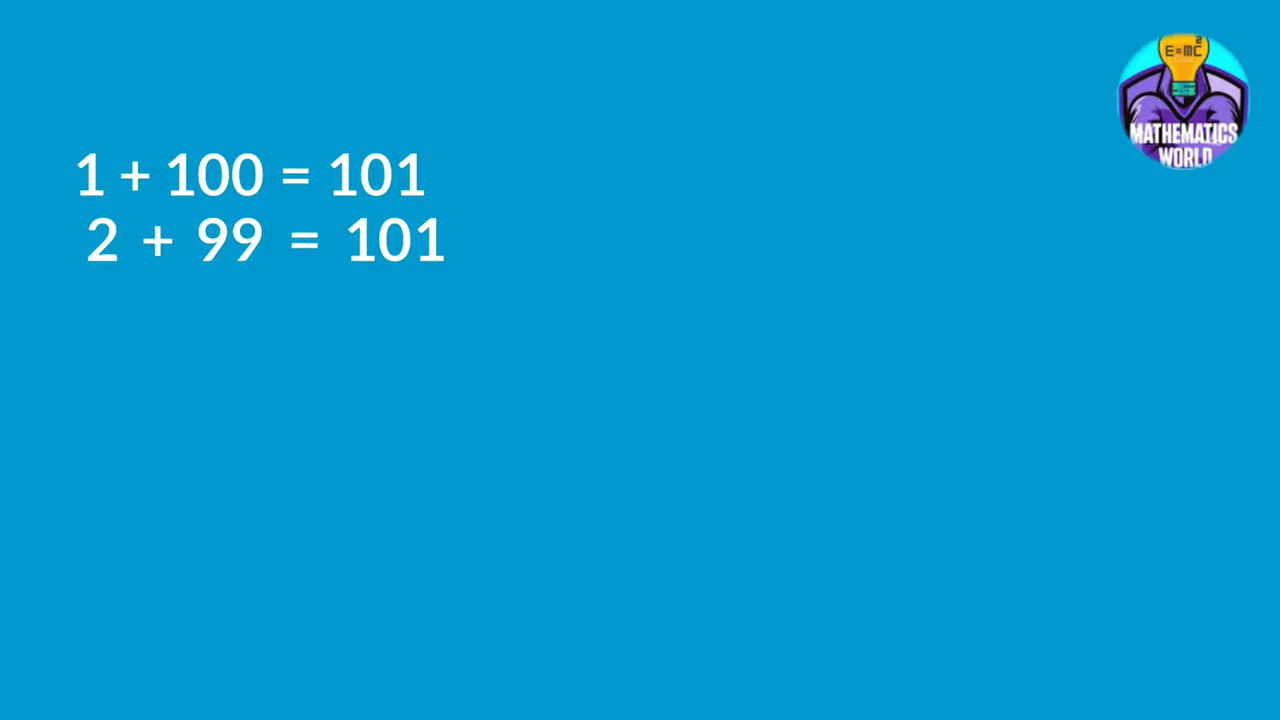 E=mc²
MATHEMATICS
WORLD
1 + 100 = 101
2 + 99 = 101